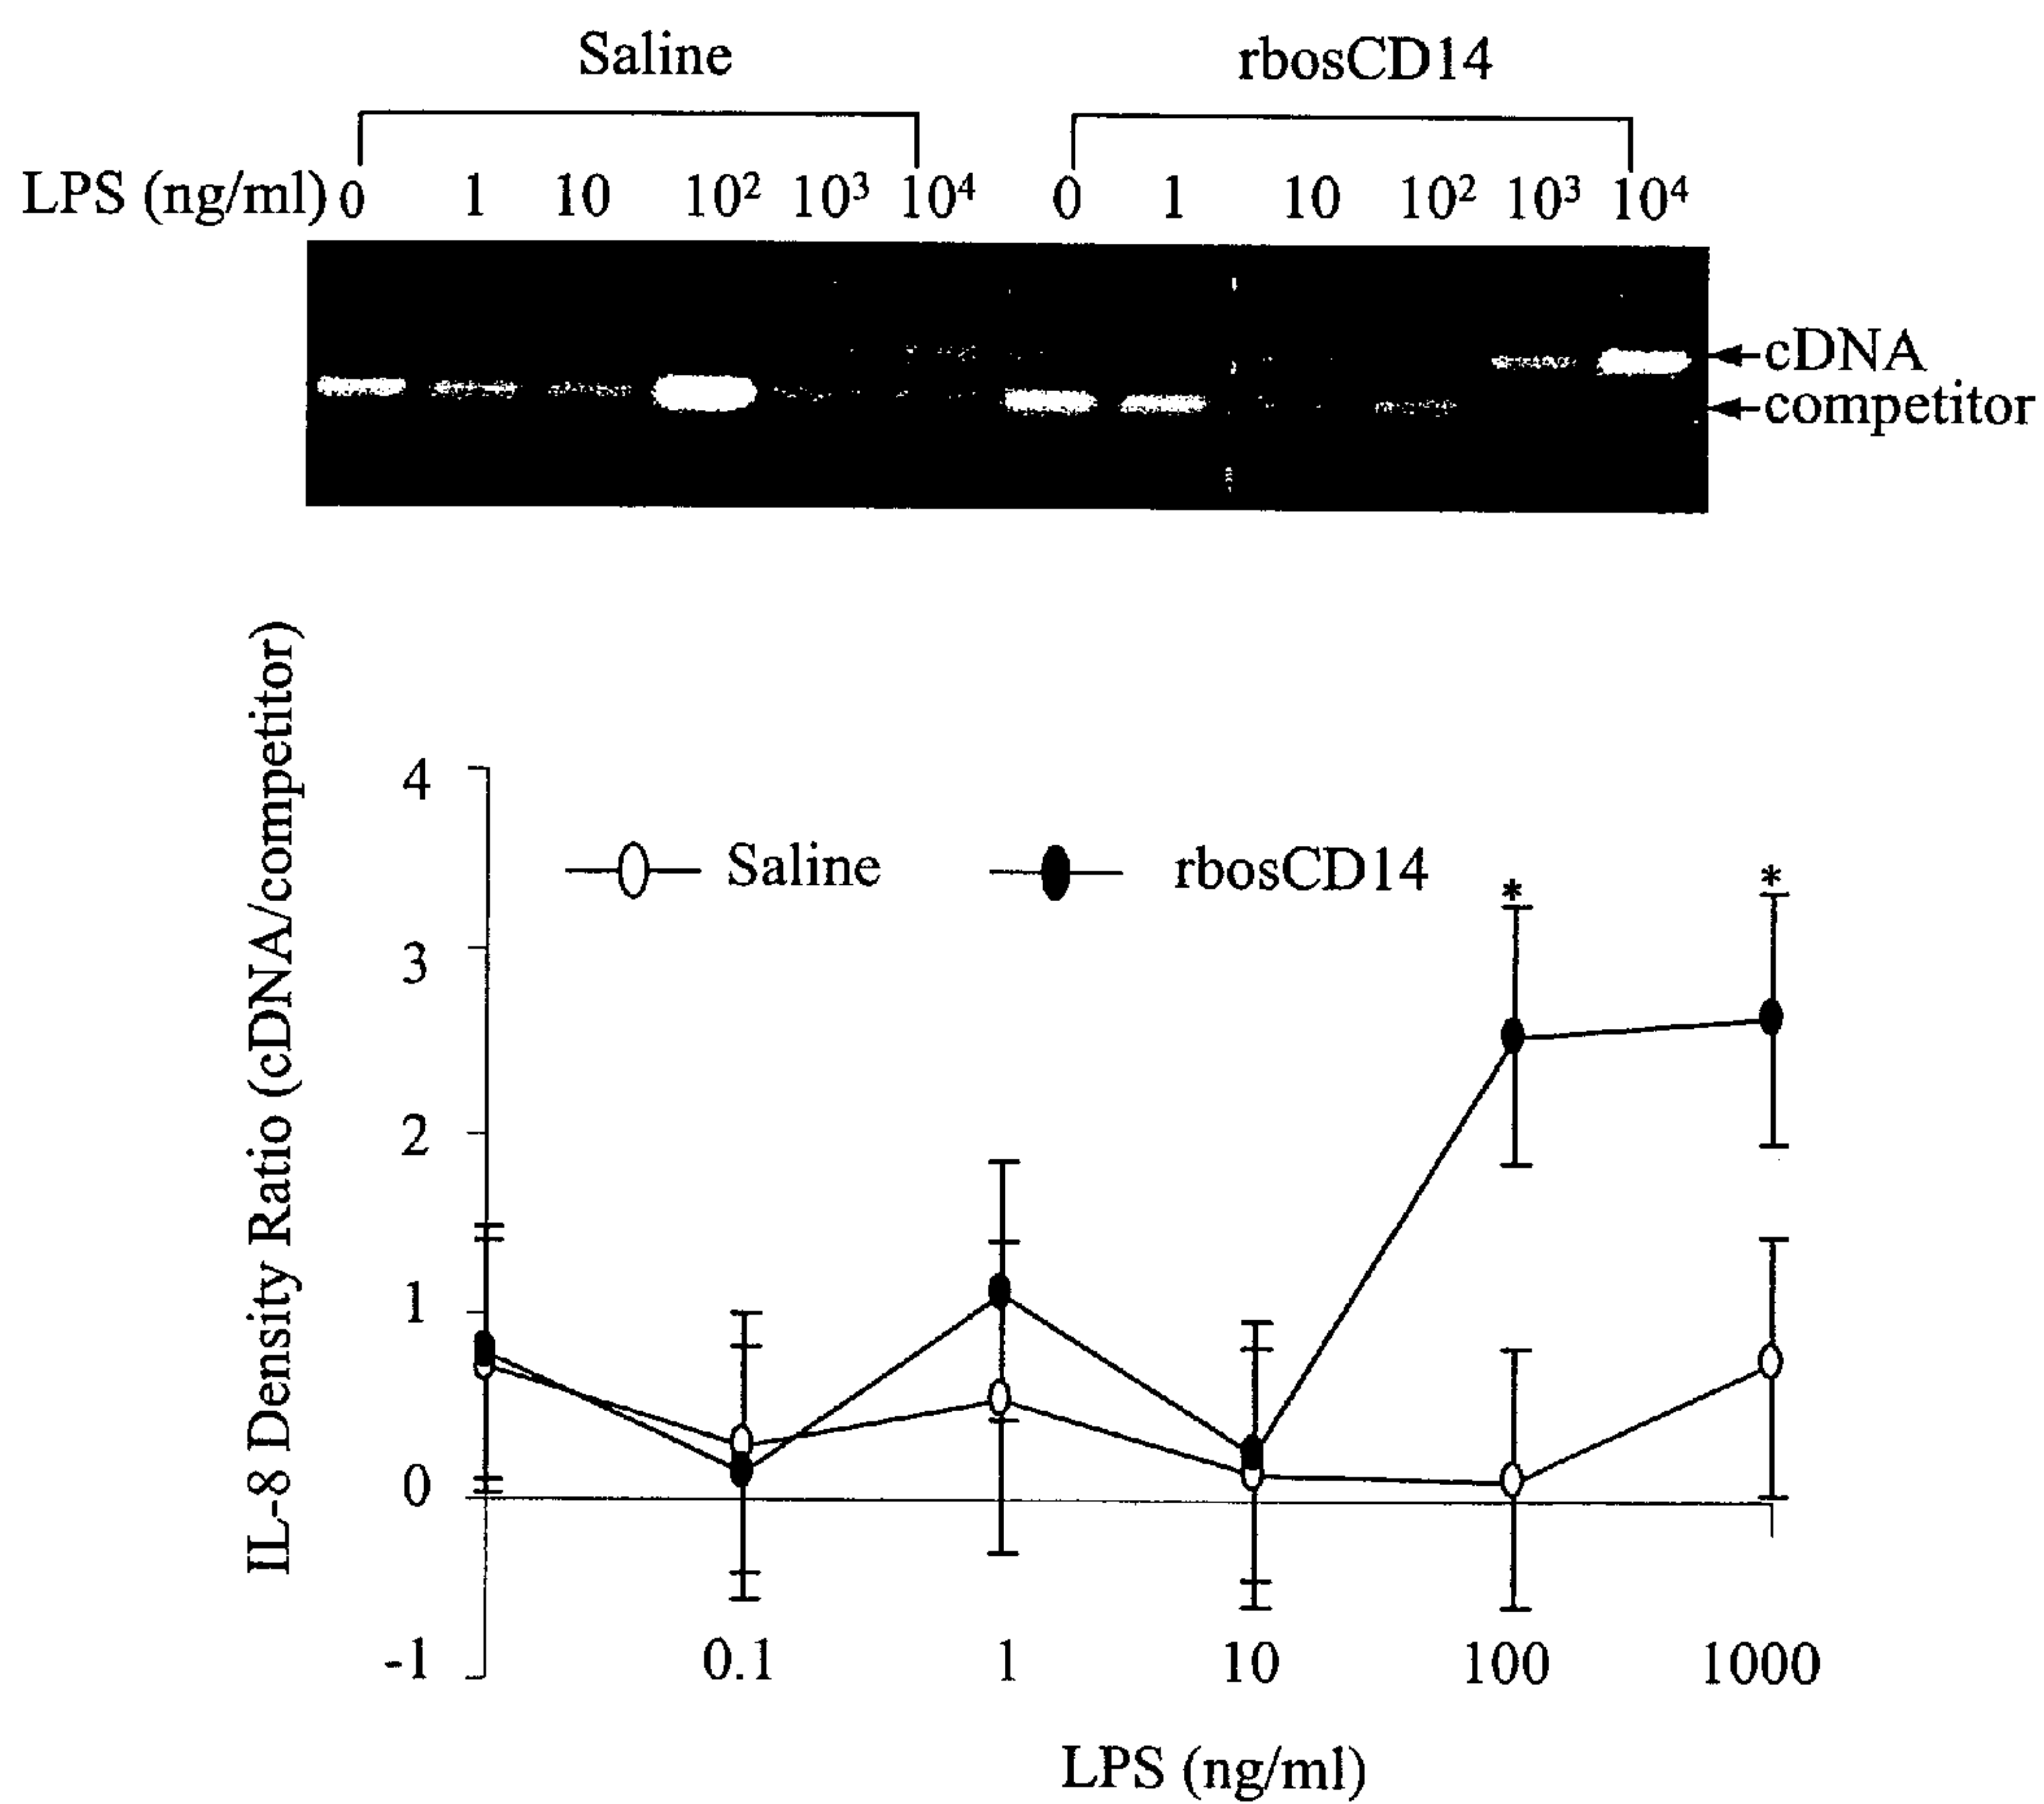 Saline rbosCD14
LPS (ng/ml) 0 1 10 10² 10³ 10⁴ 0 1 10 10² 10³ 10⁴
cDNA
competitor
IL-8 Density Ratio (cDNA/competitor)
4
Saline rbosCD14
* *
3
2
1
0
-1 0.1 1 10 100 1000
LPS (ng/ml)